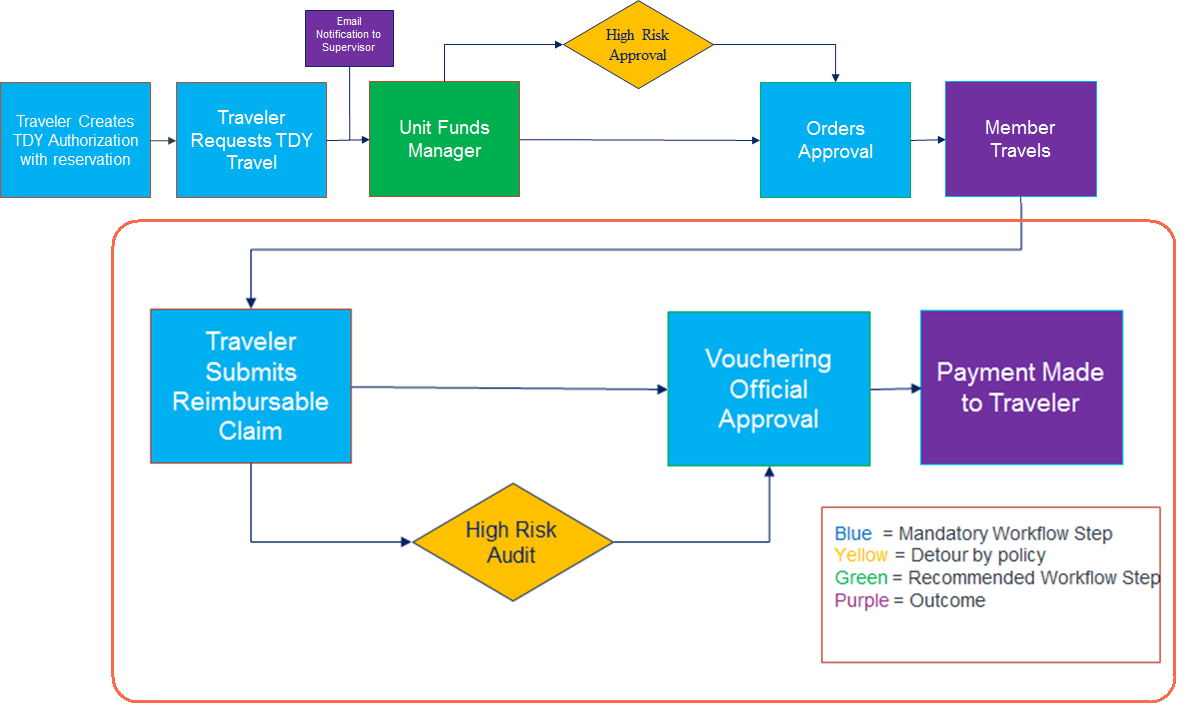 Email
Notification to
Supervisor
High Risk
Approval
Traveler Creates
TDY Authorization
with reservation
Traveler
Requests TDY
Travel
Unit Funds
Manager
Orders
Approval
Member
Travels
Traveler
Submits
Reimbursable
Claim
Vouchering
Official
Approval
Payment Made
to Traveler
High Risk
Audit
Blue = Mandatory Workflow Step
Yellow = Detour by policy
Green = Recommended Workflow Step
Purple = Outcome